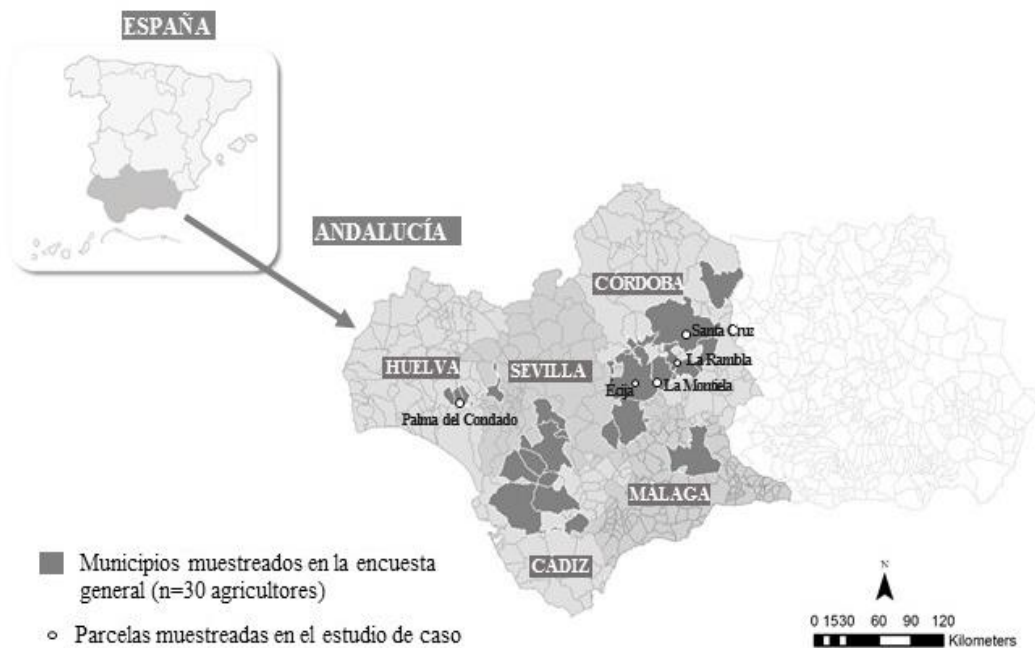 ESPAÑA
ANDALUCÍA
CÓRDOBA
Santa Cruz
La Rambla
HUELVA
SEVILLA
Écija
La Montiela
Palma del Condado
MÁLAGA
CÁDIZ
Municipios muestreados en la encuesta
general (n=30 agricultores)
Parcelas muestreadas en el estudio de caso
N
0 1530 60 90 120
Kilometers